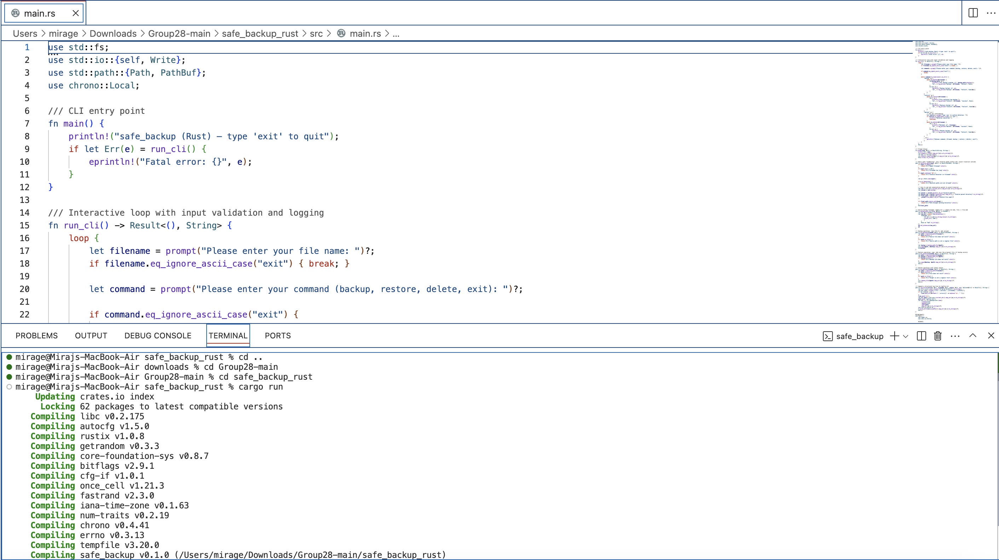 main.rs
Users > mirage > Downloads > Group28-main > safe_backup_rust > src > main.rs > ...
1 use std::fs;
2 use std::io::{self, Write};
3 use std::path::{Path, PathBuf};
4 use chrono::Local;
5
6 /// CLI entry point
7 fn main() {
8 println!("safe_backup (Rust) — type 'exit' to quit");
9 if let Err(e) = run_cli() {
10 eprintln!("Fatal error: {}", e);
11 }
12 }
13
14 /// Interactive loop with input validation and logging
15 fn run_cli() -> Result<(), String> {
16 loop {
17 let filename = prompt("Please enter your file name: ")?;
18 if filename.eq_ignore_ascii_case("exit") { break; }
19
20 let command = prompt("Please enter your command (backup, restore, delete, exit): ")?;
21
22 if command.eq_ignore_ascii_case("exit") {
PROBLEMS OUTPUT DEBUG CONSOLE TERMINAL PORTS safe_backup
mirage@Mirajs-MacBook-Air safe_backup_rust % cd ..
mirage@Mirajs-MacBook-Air downloads % cd Group28-main
mirage@Mirajs-MacBook-Air Group28-main % cd safe_backup_rust
mirage@Mirajs-MacBook-Air safe_backup_rust % cargo run
Updating crates.io index
Locking 62 packages to latest compatible versions
Compiling libc v0.2.175
Compiling autocfg v1.5.0
Compiling rustix v1.0.8
Compiling getrandom v0.3.3
Compiling core-foundation-sys v0.8.7
Compiling bitflags v2.9.1
Compiling cfg-if v1.0.1
Compiling once_cell v1.21.3
Compiling fastrand v2.3.0
Compiling iana-time-zone v0.1.63
Compiling num-traits v0.2.19
Compiling chrono v0.4.41
Compiling errno v0.3.13
Compiling tempfile v3.20.0
Compiling safe_backup v0.1.0 (/Users/mirage/Downloads/Group28-main/safe_backup_rust)